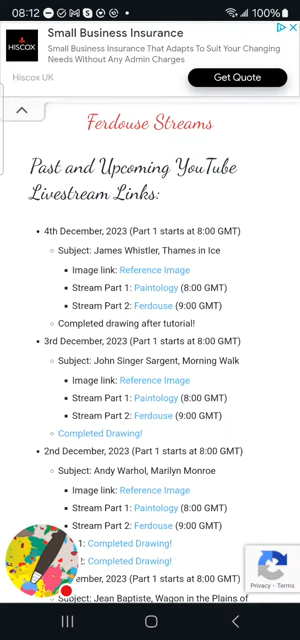 08:12
100%
Small Business Insurance
HISCOX
Small Business Insurance That Adapts To Suit Your Changing
Needs Without Any Admin Charges
Hiscox UK
Get Quote
Ferdouse Streams
Past and Upcoming YouTube
Livestream Links:
• 4th December, 2023 (Part 1 starts at 8:00 GMT)
Subject: James Whistler, Thames in Ice
Image link: Reference Image
Stream Part 1: Paintology (8:00 GMT)
Stream Part 2: Ferdouse (9:00 GMT)
Completed drawing after tutorial!
• 3rd December, 2023 (Part 1 starts at 8:00 GMT)
Subject: John Singer Sargent, Morning Walk
Image link: Reference Image
Stream Part 1: Paintology (8:00 GMT)
Stream Part 2: Ferdouse (9:00 GMT)
Completed Drawing!
• 2nd December, 2023 (Part 1 starts at 8:00 GMT)
Subject: Andy Warhol, Marilyn Monroe
Image link: Reference Image
Stream Part 1: Paintology (8:00 GMT)
Stream Part 2: Ferdouse (9:00 GMT)
1: Completed Drawing!
2: Completed Drawing!
ember, 2023 (Part 1 starts at 8:00 GMT)
Privacy - Terms
Subject: Jean Baptiste, Wagon in the Plains of